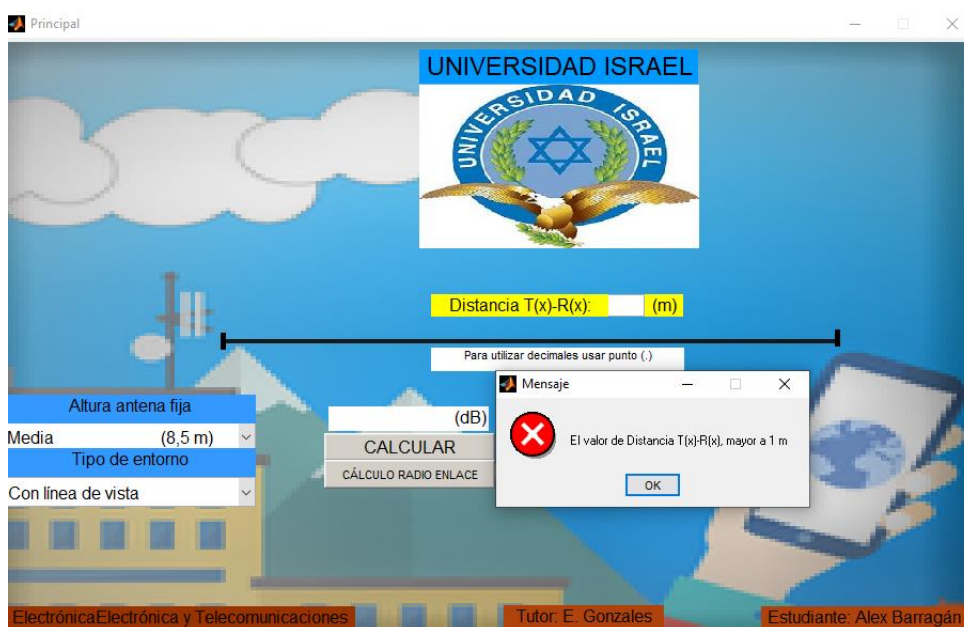 Principal
UNIVERSIDAD ISRAEL
UNIVERSIDAD ISRAEL
Distancia T(x)-R(x): (m)
Para utilizar decimales usar punto (.)
Mensaje
El valor de Distancia T(x)-R(x), mayor a 1 m
OK
Altura antena fija
Media (8,5 m)
Tipo de entorno
Con línea de vista
(dB)
CALCULAR
CÁLCULO RADIO ENLACE
ElectrónicaElectrónica y Telecomunicaciones
Tutor: E. Gonzales
Estudiante: Alex Barragán